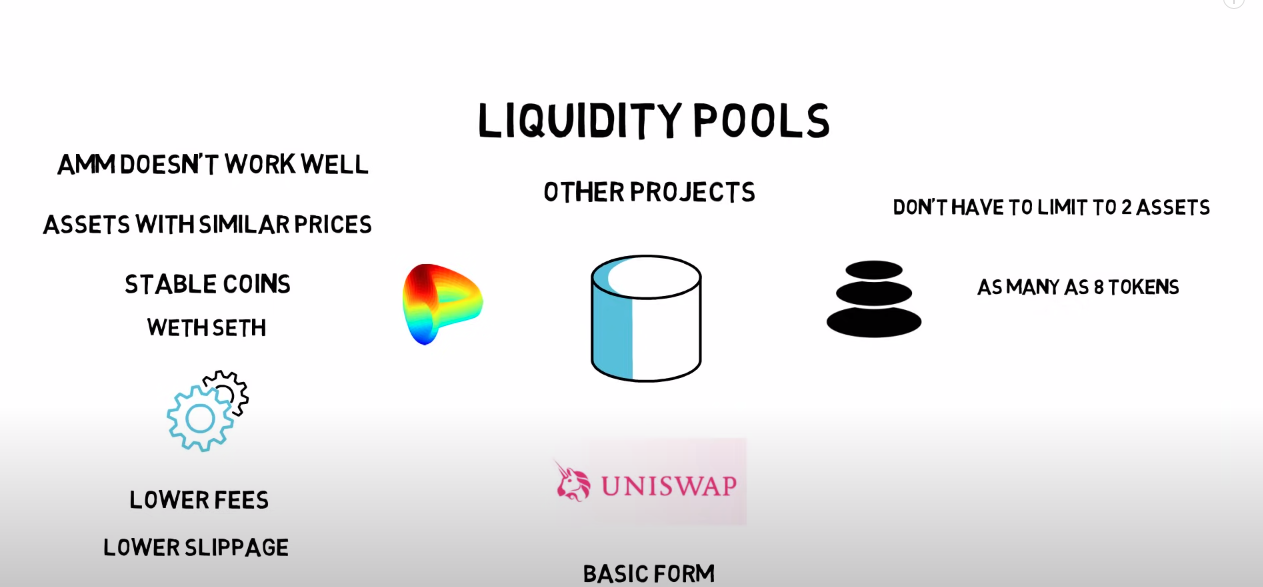 LIQUIDITY POOLS
OTHER PROJECTS
AMM DOESN'T WORK WELL
ASSETS WITH SIMILAR PRICES
STABLE COINS
WETH SETH
LOWER FEES
LOWER SLIPPAGE
UNISWAP
BASIC FORM
DON'T HAVE TO LIMIT TO 2 ASSETS
AS MANY AS 8 TOKENS